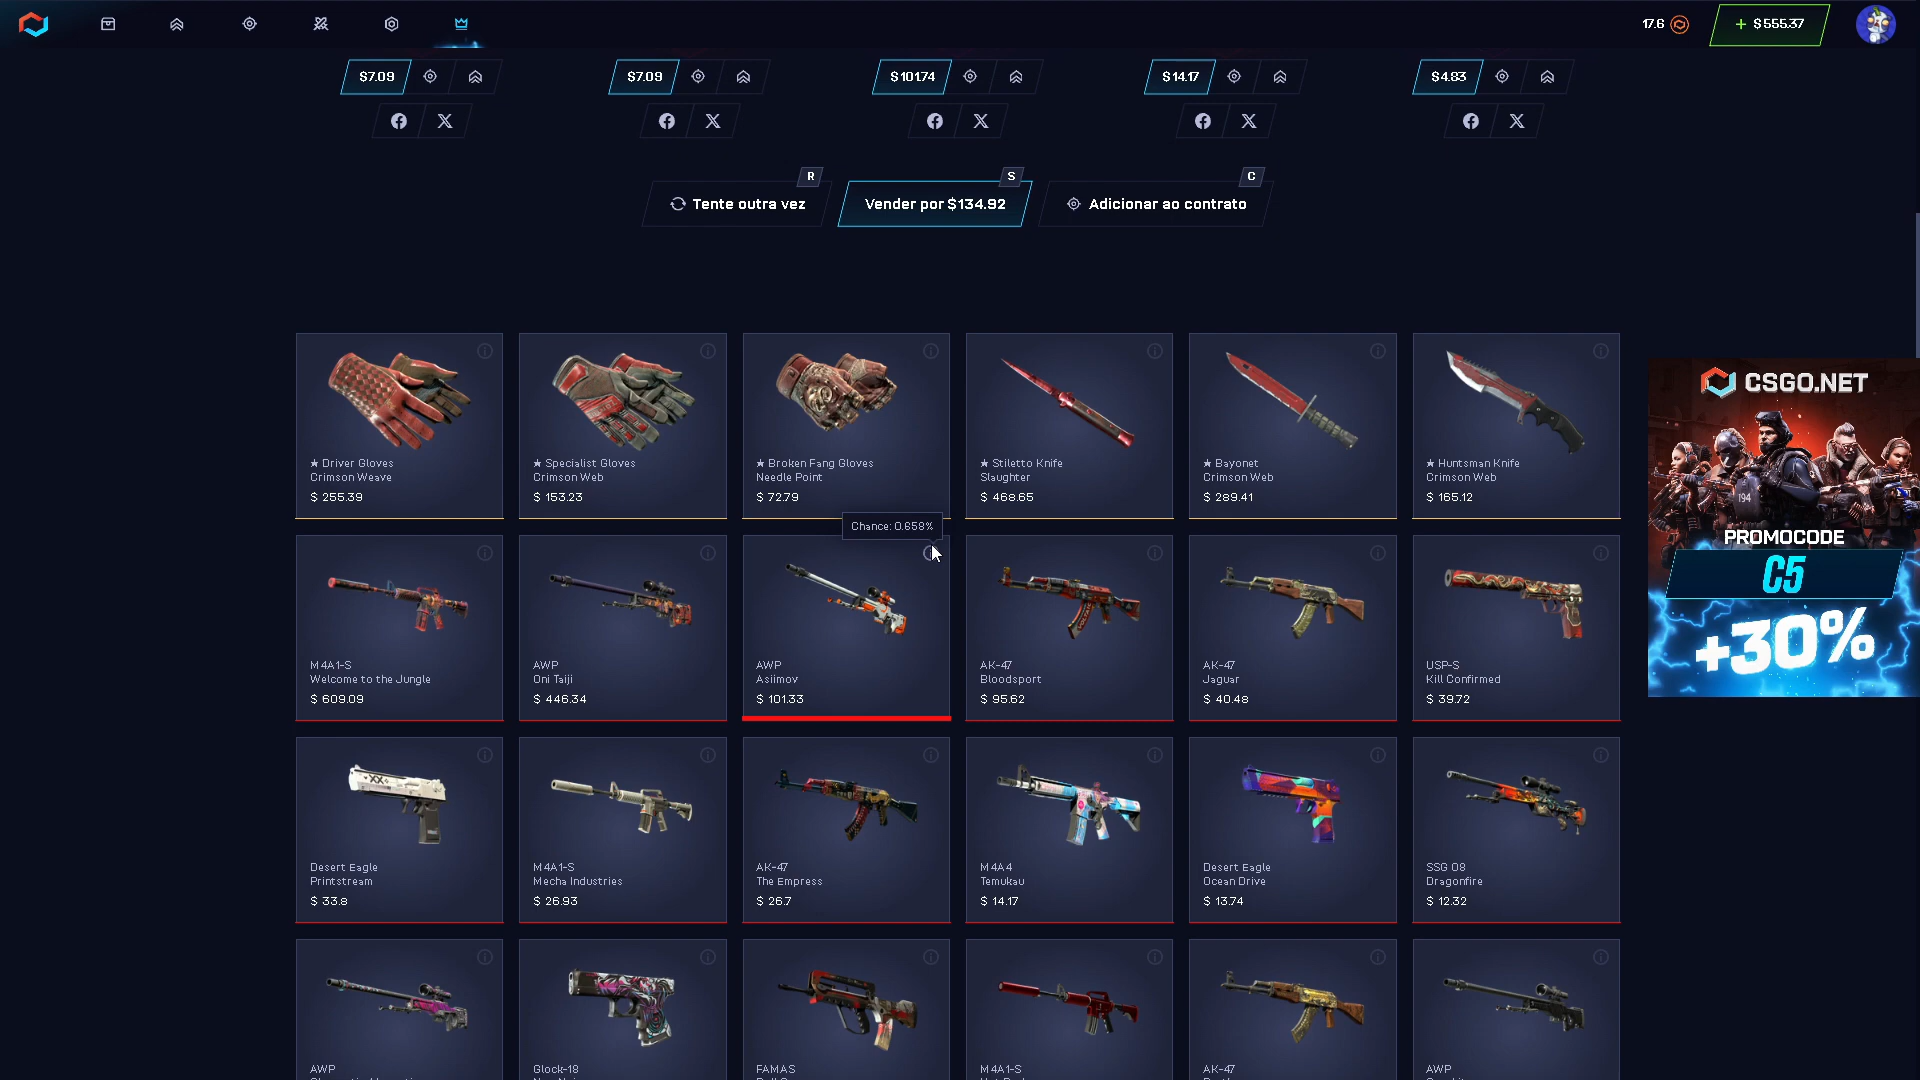 17.6
+ $ 555.37
$7.09
$7.09
$101.74
$14.17
$4.83
R
S
C
Tente outra vez
Vender por $134.92
Adicionar ao contrato
★ Driver Gloves
Crimson Weave
$ 255.39
★ Specialist Gloves
Crimson Web
$ 153.23
★ Broken Fang Gloves
Needle Point
$ 72.79
★ Stiletto Knife
Slaughter
$ 468.65
★ Bayonet
Crimson Web
$ 289.41
★ Huntsman Knife
Crimson Web
$ 165.12
Chance: 0.658%
M4A1-S
Welcome to the Jungle
$ 609.09
AWP
Oni Taiji
$ 446.34
AWP
Asiimov
$ 101.33
AK-47
Bloodsport
$ 95.62
AK-47
Jaguar
$ 40.48
USP-S
Kill Confirmed
$ 39.72
Desert Eagle
Printstream
$ 33.8
M4A1-S
Mecha Industries
$ 26.93
AK-47
The Empress
$ 26.7
M4A4
Temukau
$ 14.17
Desert Eagle
Ocean Drive
$ 13.74
SSG 08
Dragonfire
$ 12.32
AWP
Glock-18
FAMAS
M4A1-S
AK-47
AWP
CSGO.NET
194
PROMOCODE
C5
+30%